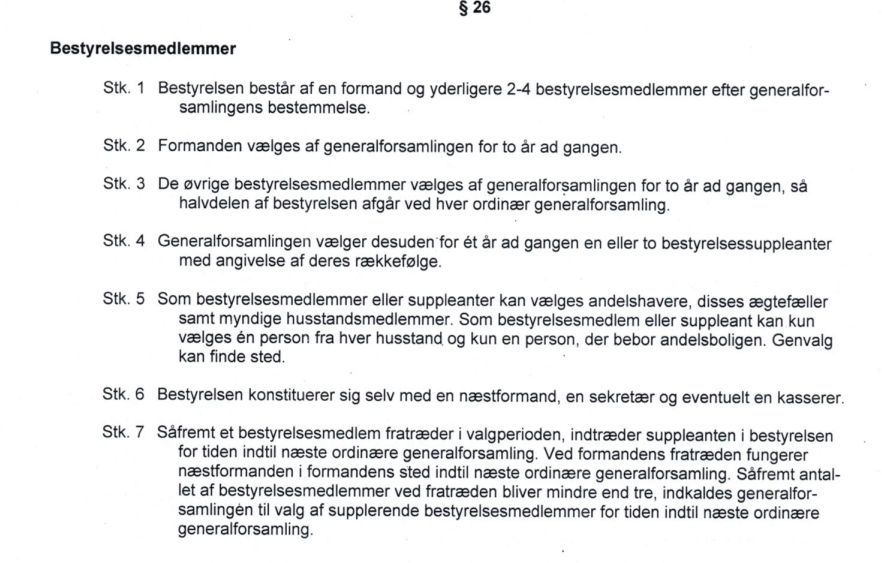 § 26
Bestyrelsesmedlemmer
Stk. 1 Bestyrelsen består af en formand og yderligere 2-4 bestyrelsesmedlemmer efter generalfor-
samlingens bestemmelse.
Stk. 2 Formanden vælges af generalforsamlingen for to år ad gangen.
Stk. 3 De øvrige bestyrelsesmedlemmer vælges af generalforsamlingen for to år ad gangen, så
halvdelen af bestyrelsen afgår ved hver ordinær generalforsamling.
Stk. 4 Generalforsamlingen vælger desuden for ét år ad gangen en eller to bestyrelsessuppleanter
med angivelse af deres rækkefølge.
Stk. 5 Som bestyrelsesmedlemmer eller suppleanter kan vælges andelshavere, disses ægtefæller
samt myndige husstandsmedlemmer. Som bestyrelsesmedlem eller suppleant kan kun
vælges én person fra hver husstand og kun en person, der bebor andelsboligen. Genvalg
kan finde sted.
Stk. 6 Bestyrelsen konstituerer sig selv med en næstformand, en sekretær og eventuelt en kasserer.
Stk. 7 Såfremt et bestyrelsesmedlem fratræder i valgperioden, indtræder suppleanten i bestyrelsen
for tiden indtil næste ordinære generalforsamling. Ved formandens fratræden fungerer
næstformanden i formandens sted indtil næste ordinære generalforsamling. Såfremt antal-
let af bestyrelsesmedlemmer ved fratræden bliver mindre end tre, indkaldes generalfor-
samlingen til valg af supplerende bestyrelsesmedlemmer for tiden indtil næste ordinære
generalforsamling.